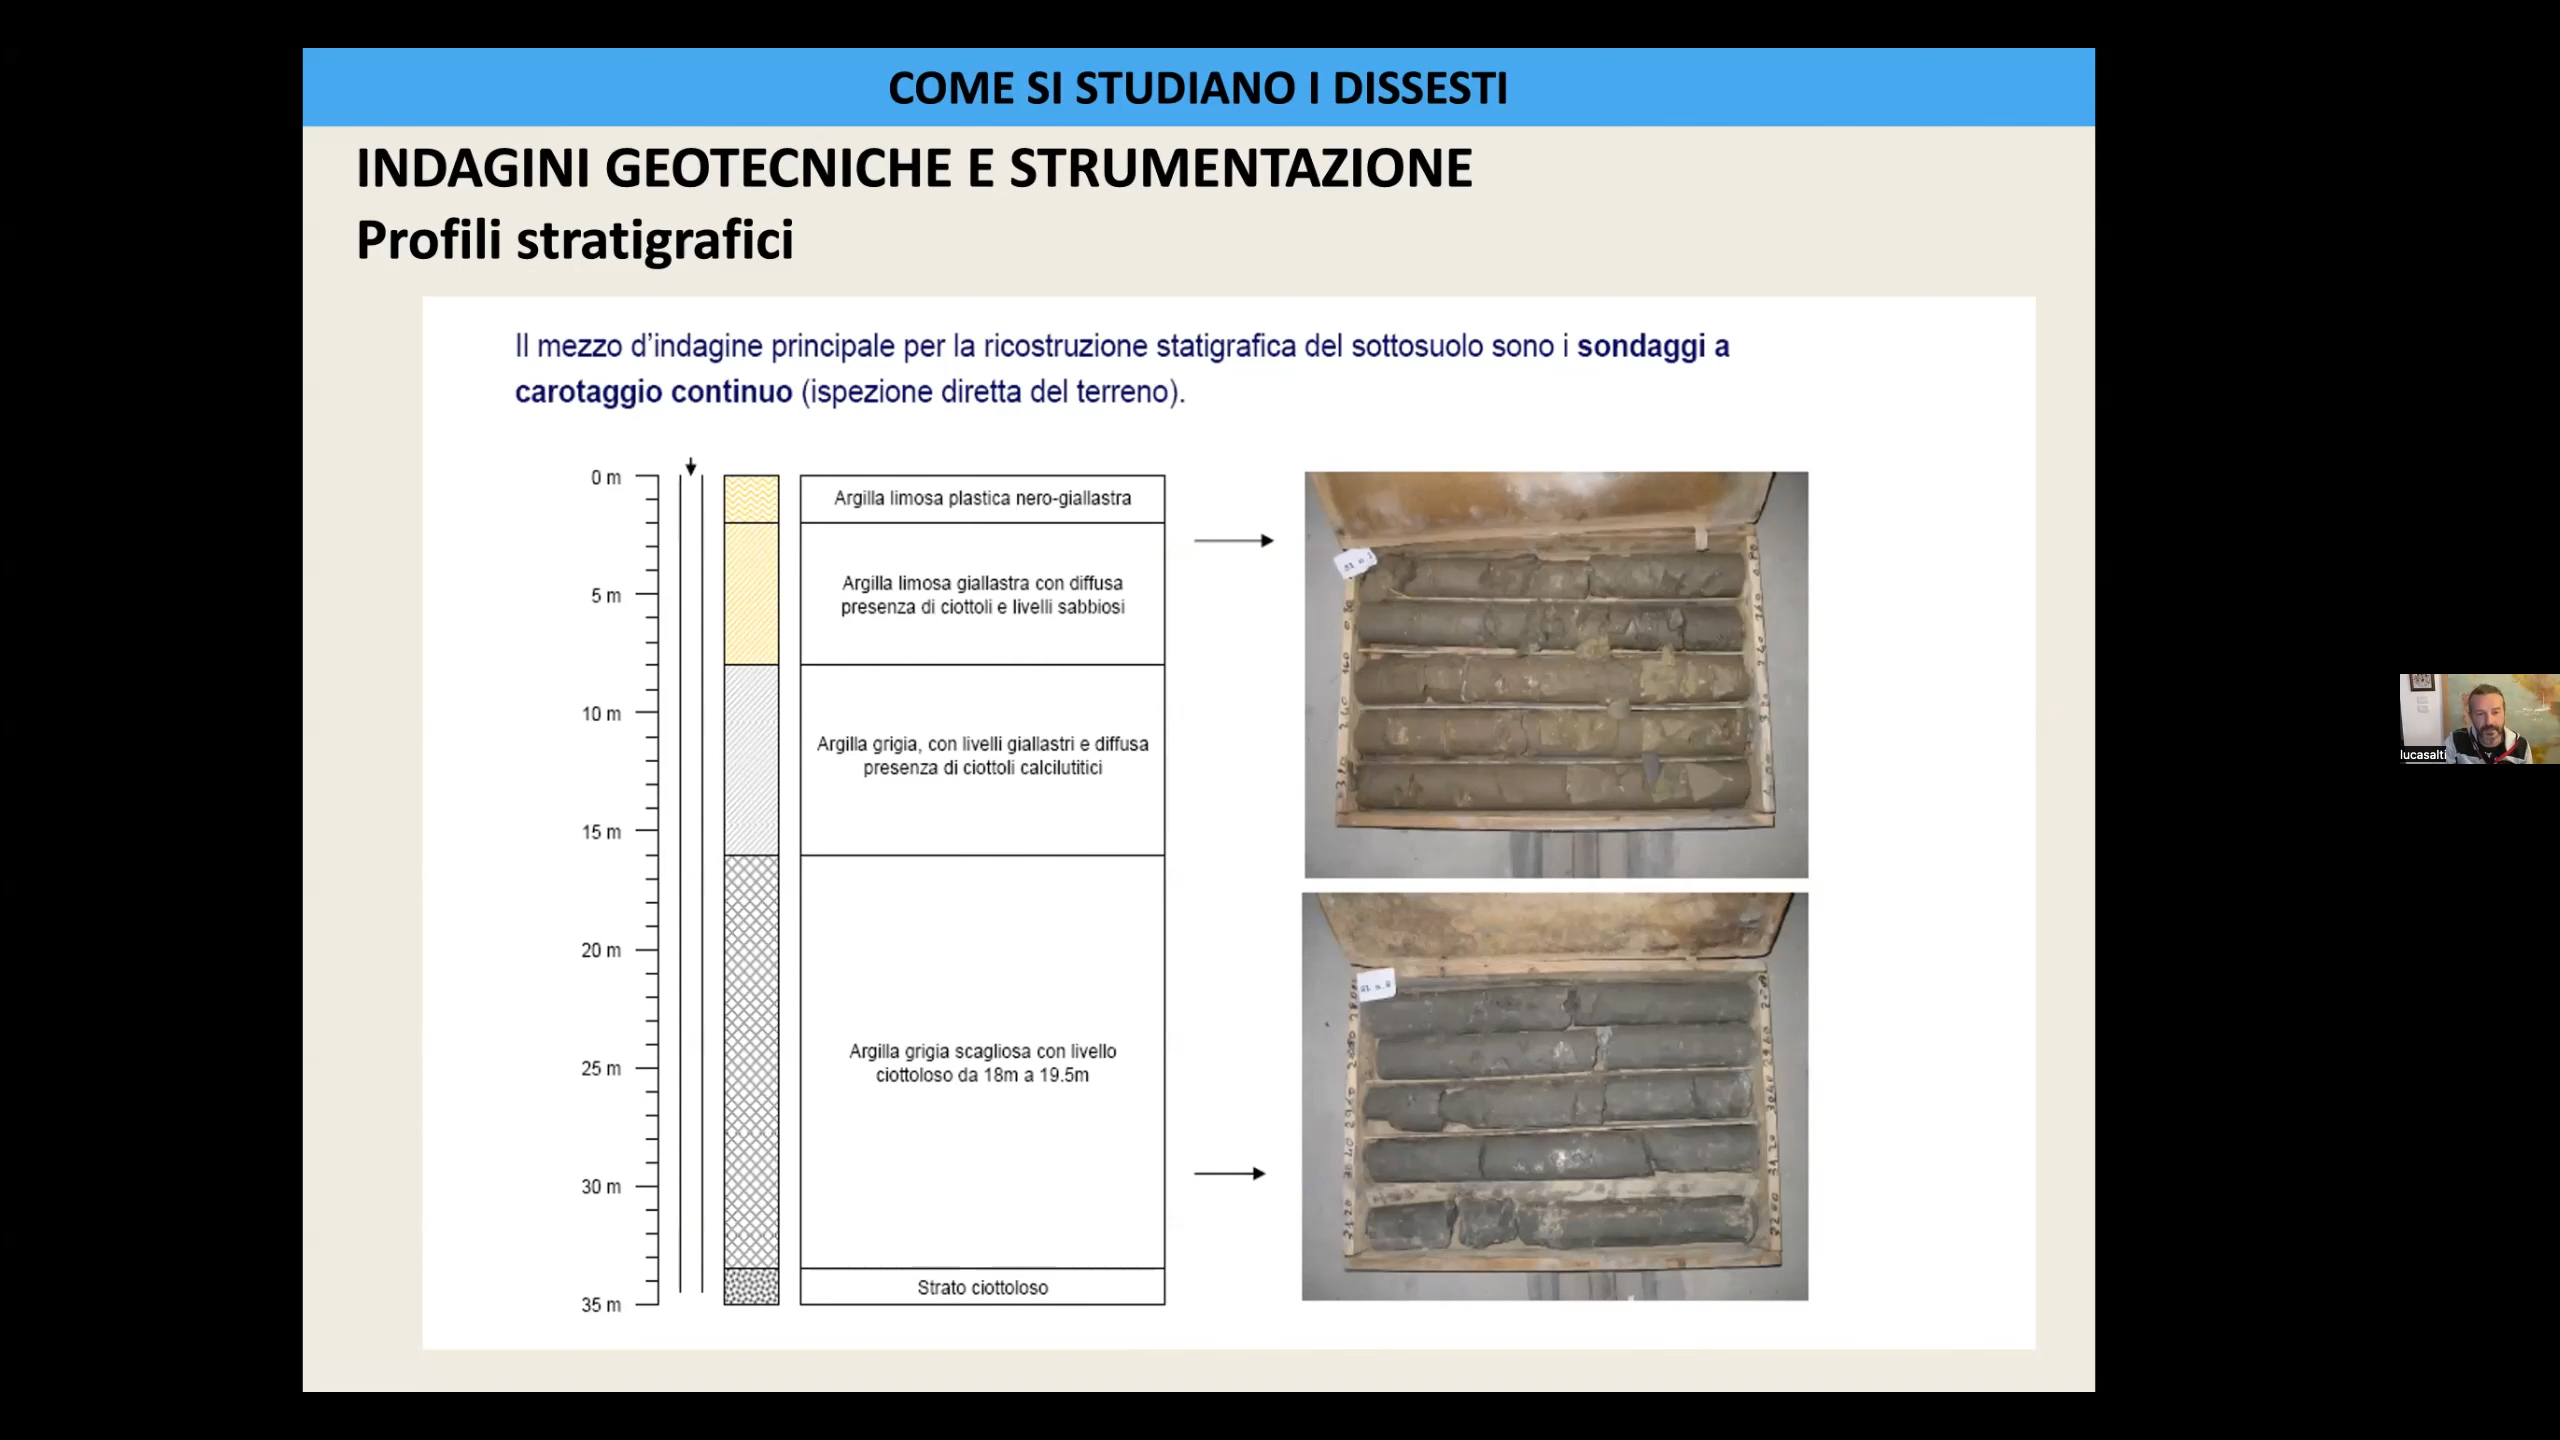 COME SI STUDIANO I DISSESTI
INDAGINI GEOTECNICHE E STRUMENTAZIONE
Profili stratigrafici
Il mezzo d'indagine principale per la ricostruzione statigrafica del sottosuolo sono i sondaggi a
carotaggio continuo (ispezione diretta del terreno).
0 m
Argilla limosa plastica nero-giallastra
5 m
Argilla limosa giallastra con diffusa
presenza di ciottoli e livelli sabbiosi
10 m
Argilla grigia, con livelli giallastri e diffusa
presenza di ciottoli calcilutitici
15 m
20 m
25 m
Argilla grigia scagliosa con livello
ciottoloso da 18m a 19.5m
30 m
Strato ciottoloso
35 m
lucasalti